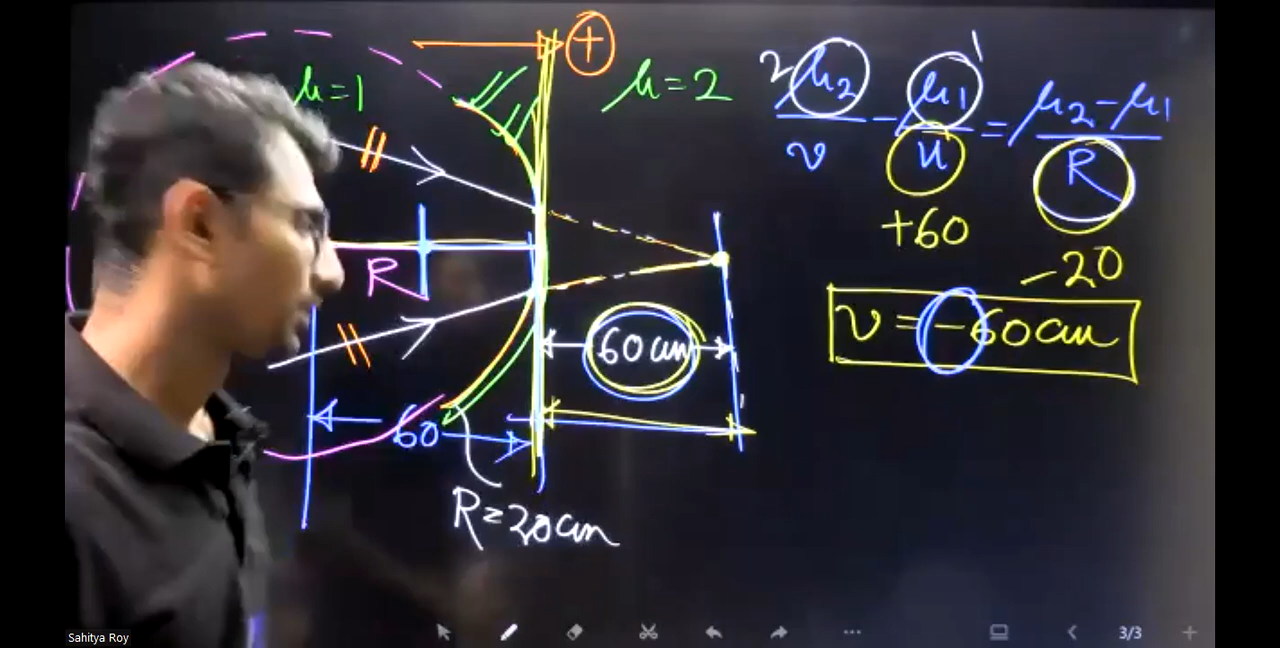 +
μ=1
μ=2
2 μ2/v - μ1/u = μ2-μ1/R
1
+60
-20
R
v = -60cm
60 cm
60
R=20cm
Sahitya Roy
3/3